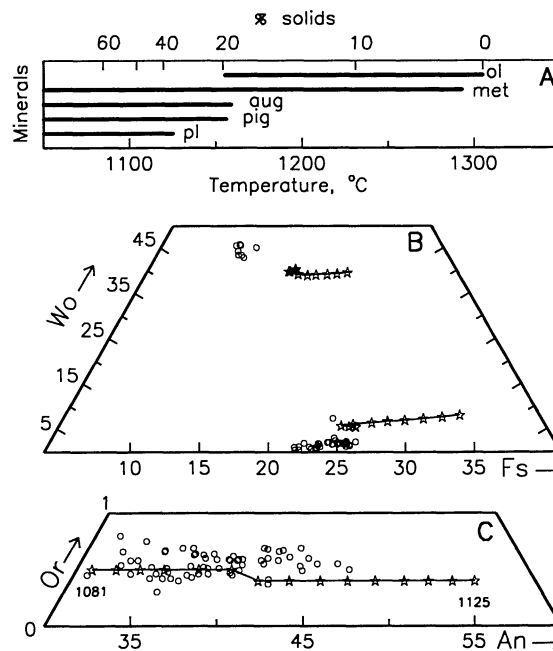 % solids
60 40 20 10 0
A
Minerals
ol
met
aug
pig
pl
1100 1200 1300
Temperature, °C
B
Wo →
45
35
25
15
5
10 15 20 25 30 35 Fs —
C
Or →
1
0
1081
1125
35 45 55 An —